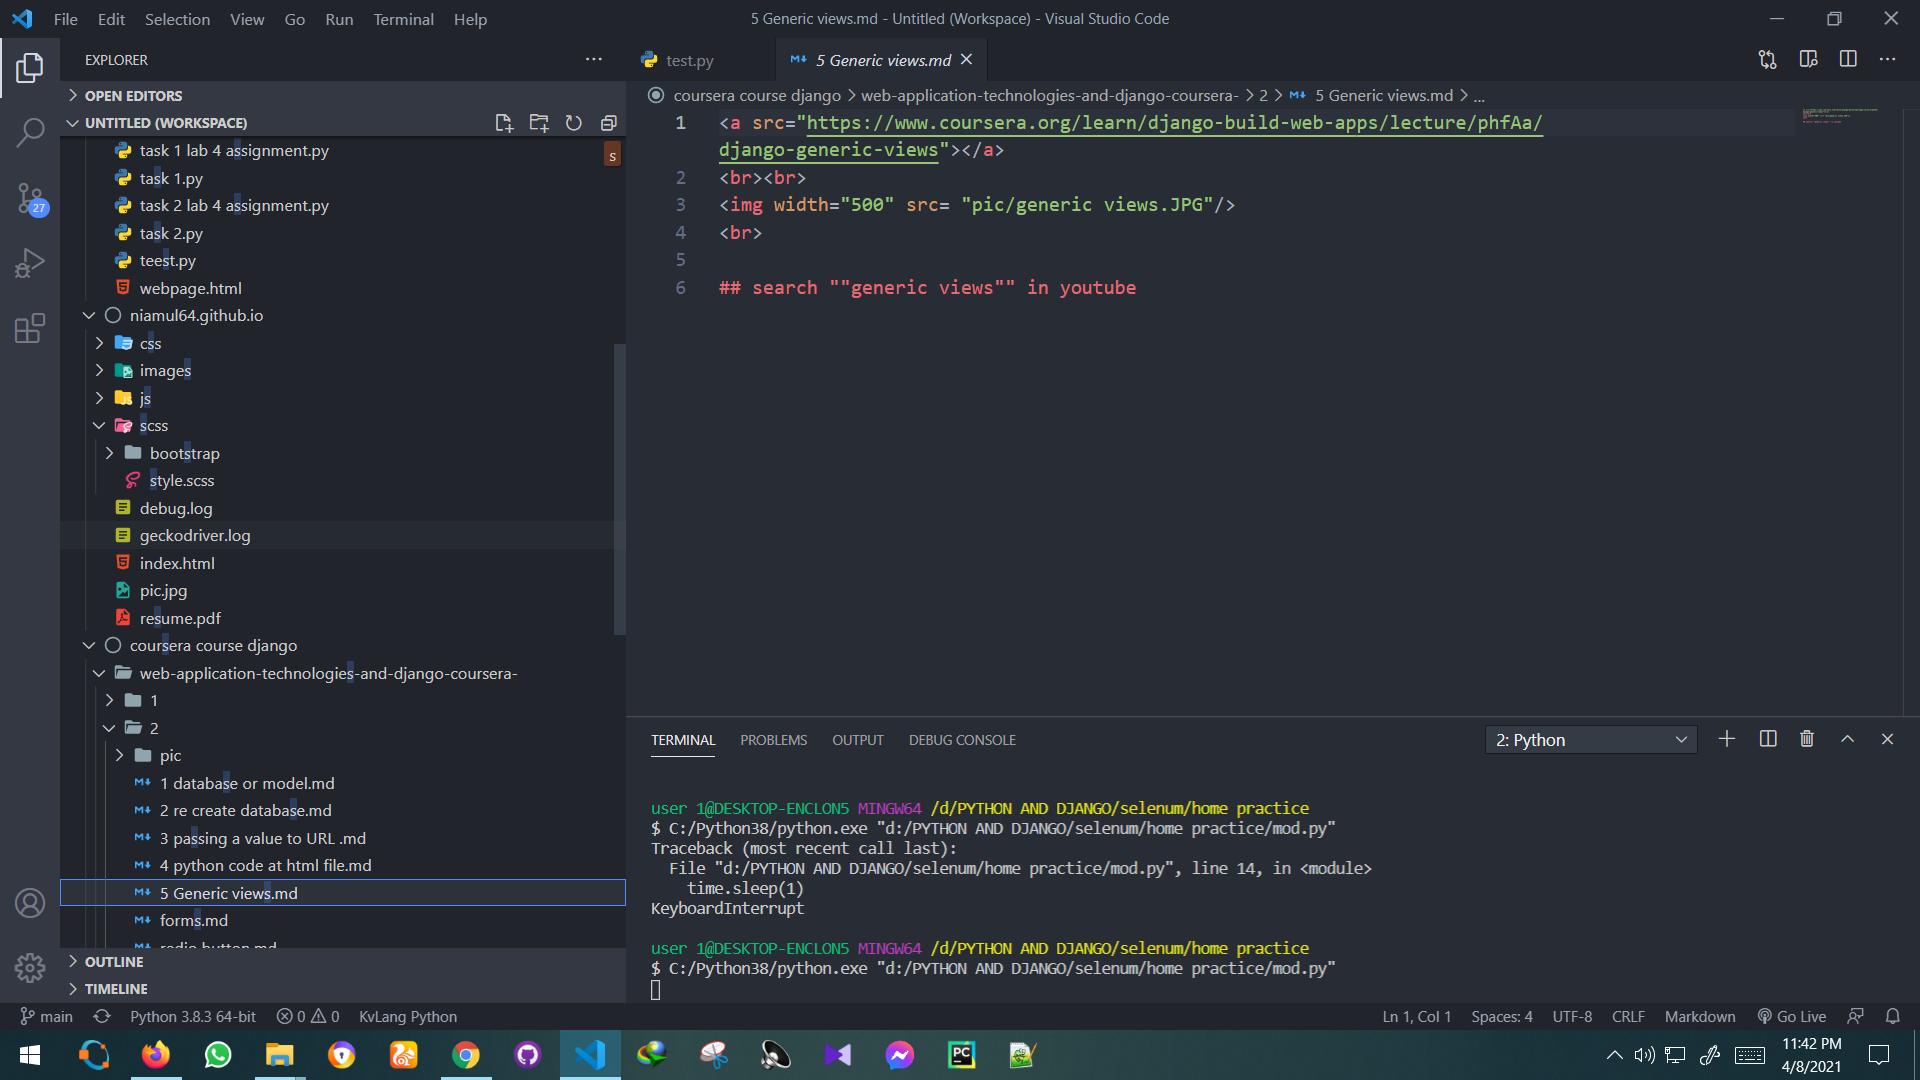 File Edit Selection View Go Run Terminal Help
5 Generic views.md - Untitled (Workspace) - Visual Studio Code
EXPLORER
OPEN EDITORS
UNTITLED (WORKSPACE)
task 1 lab 4 assignment.py
s
task 1.py
task 2 lab 4 assignment.py
task 2.py
teest.py
webpage.html
niamul64.github.io
css
images
js
scss
bootstrap
style.scss
debug.log
geckodriver.log
index.html
pic.jpg
resume.pdf
coursera course django
web-application-technologies-and-django-coursera-
1
2
pic
1 database or model.md
2 re create database.md
3 passing a value to URL .md
4 python code at html file.md
5 Generic views.md
forms.md
radio button.md
OUTLINE
TIMELINE
27
test.py
5 Generic views.md
coursera course django > web-application-technologies-and-django-coursera- > 2 > 5 Generic views.md > ...
1 <a src="https://www.coursera.org/learn/django-build-web-apps/lecture/phfAa/
django-generic-views"></a>
2 <br><br>
3 <img width="500" src= "pic/generic views.JPG"/>
4 <br>
5
6 ## search ""generic views"" in youtube
TERMINAL PROBLEMS OUTPUT DEBUG CONSOLE
2: Python
user 1@DESKTOP-ENCLON5 MINGW64 /d/PYTHON AND DJANGO/selenum/home practice
$ C:/Python38/python.exe "d:/PYTHON AND DJANGO/selenum/home practice/mod.py"
Traceback (most recent call last):
File "d:/PYTHON AND DJANGO/selenum/home practice/mod.py", line 14, in <module>
time.sleep(1)
KeyboardInterrupt
user 1@DESKTOP-ENCLON5 MINGW64 /d/PYTHON AND DJANGO/selenum/home practice
$ C:/Python38/python.exe "d:/PYTHON AND DJANGO/selenum/home practice/mod.py"
main Python 3.8.3 64-bit 0 0 KvLang Python
Ln 1, Col 1 Spaces: 4 UTF-8 CRLF Markdown Go Live
PC
11:42 PM
4/8/2021